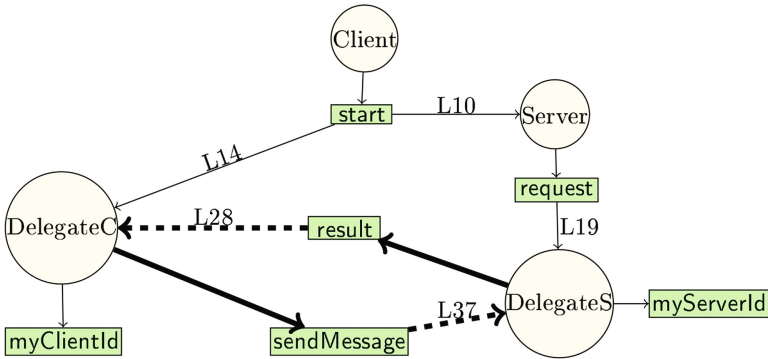 Client
start
L10
Server
L14
request
DelegateC
L28
result
L19
DelegateS
myServerId
L37
myClientId
sendMessage